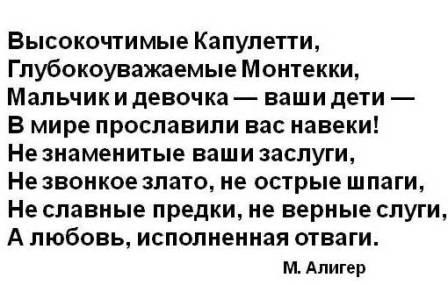 Высокочтимые Капулетти,
Глубокоуважаемые Монтекки,
Мальчик и девочка — ваши дети —
В мире прославили вас навеки!
Не знаменитые ваши заслуги,
Не звонкое злато, не острые шпаги,
Не славные предки, не верные слуги,
А любовь, исполненная отваги.
М. Алигер